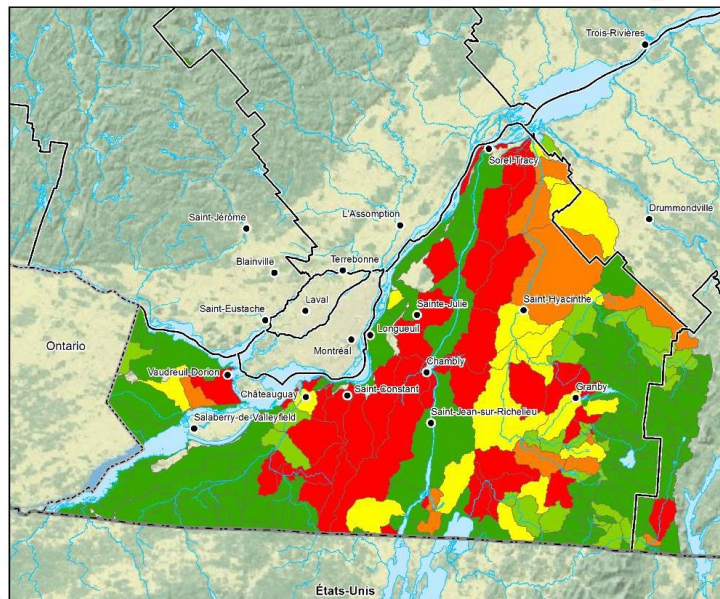 Trois-Rivières
Sorel-Tracy
Drummondville
L'Assomption
Saint-Jérôme
Blainville
Terrebonne
Saint-Eustache
Laval
Sainte-Julie
Saint-Hyacinthe
Longueuil
Montréal
Ontario
Vaudreuil-Dorion
Chambly
Châteauguay
Saint-Constant
Granby
Salaberry-de-Valleyfield
Saint-Jean-sur-Richelieu
États-Unis